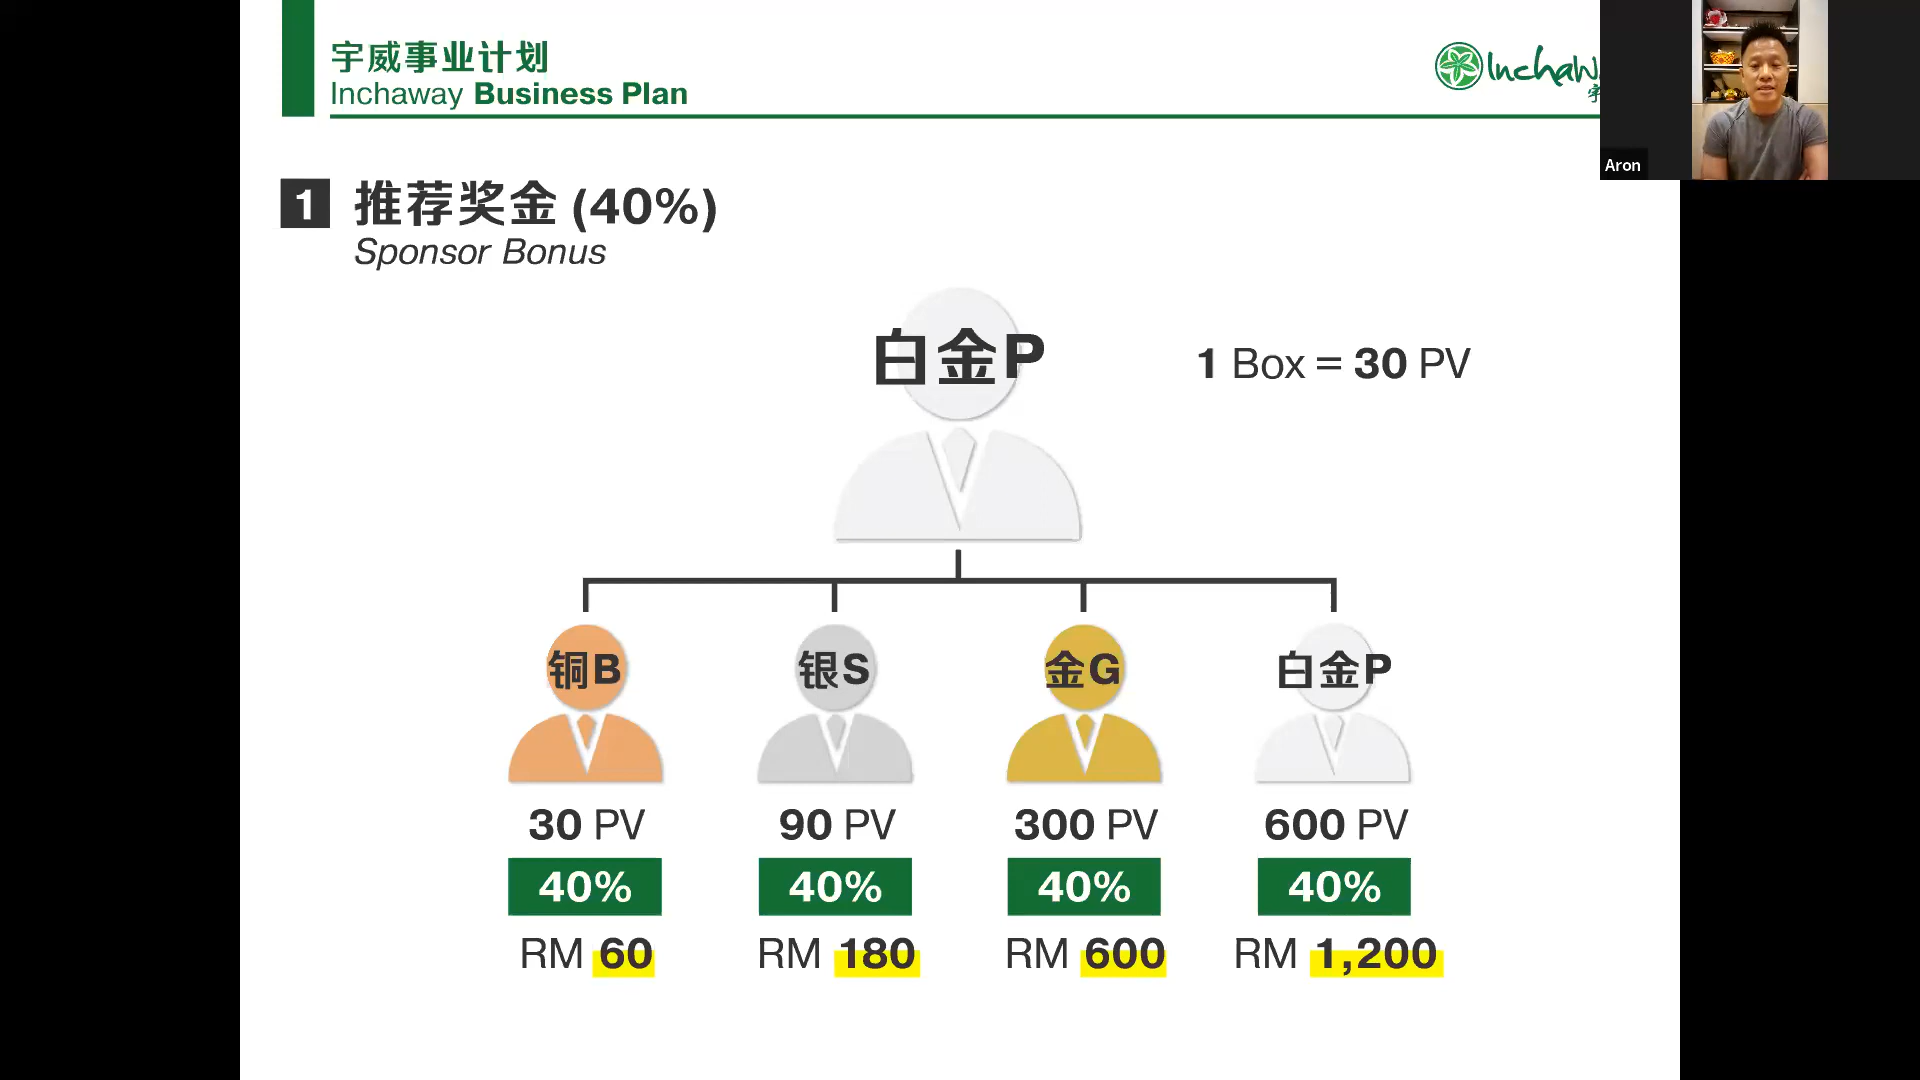 宇威事业计划
Inchaway Business Plan
Inchaw
Aron
1 推荐奖金 (40%)
Sponsor Bonus
白金P
1 Box = 30 PV
铜B 银S 金G 白金P
30 PV 90 PV 300 PV 600 PV
40% 40% 40% 40%
RM 60 RM 180 RM 600 RM 1,200